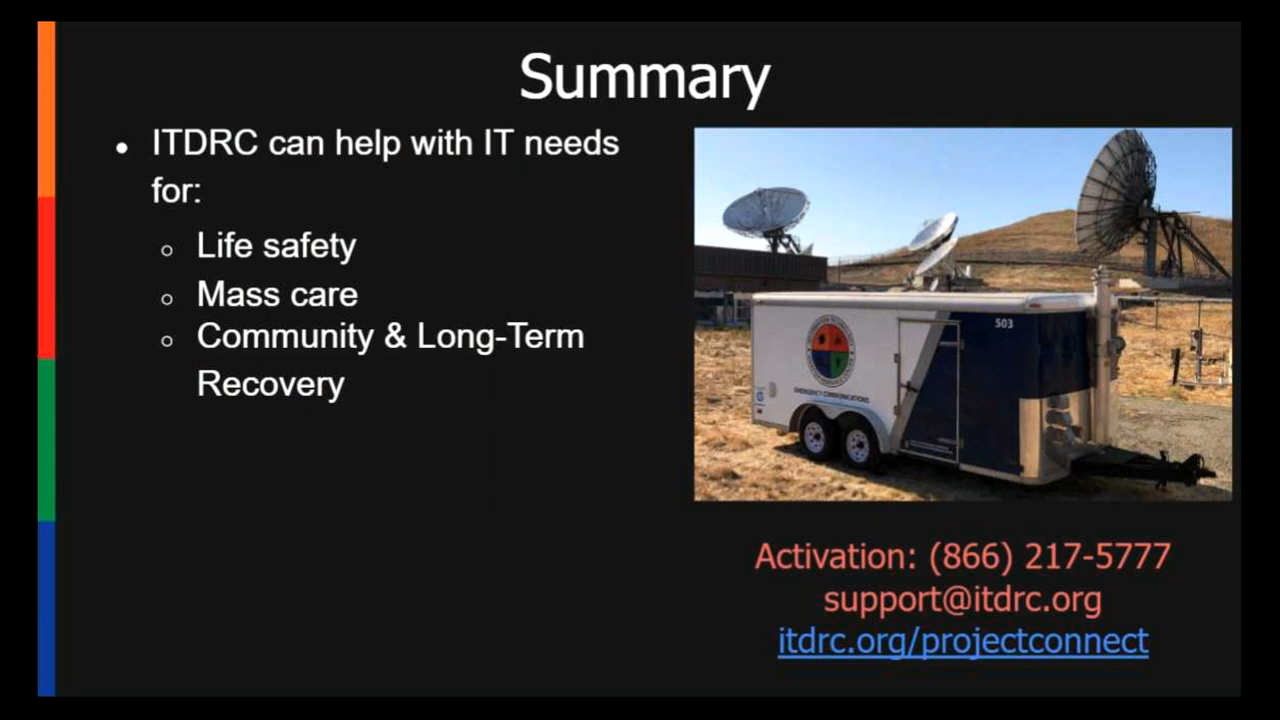 Summary
• ITDRC can help with IT needs
for:
○ Life safety
○ Mass care
○ Community & Long-Term
Recovery
503
EMERGENCY COMMUNICATIONS
Activation: (866) 217-5777
support@itdrc.org
itdrc.org/projectconnect